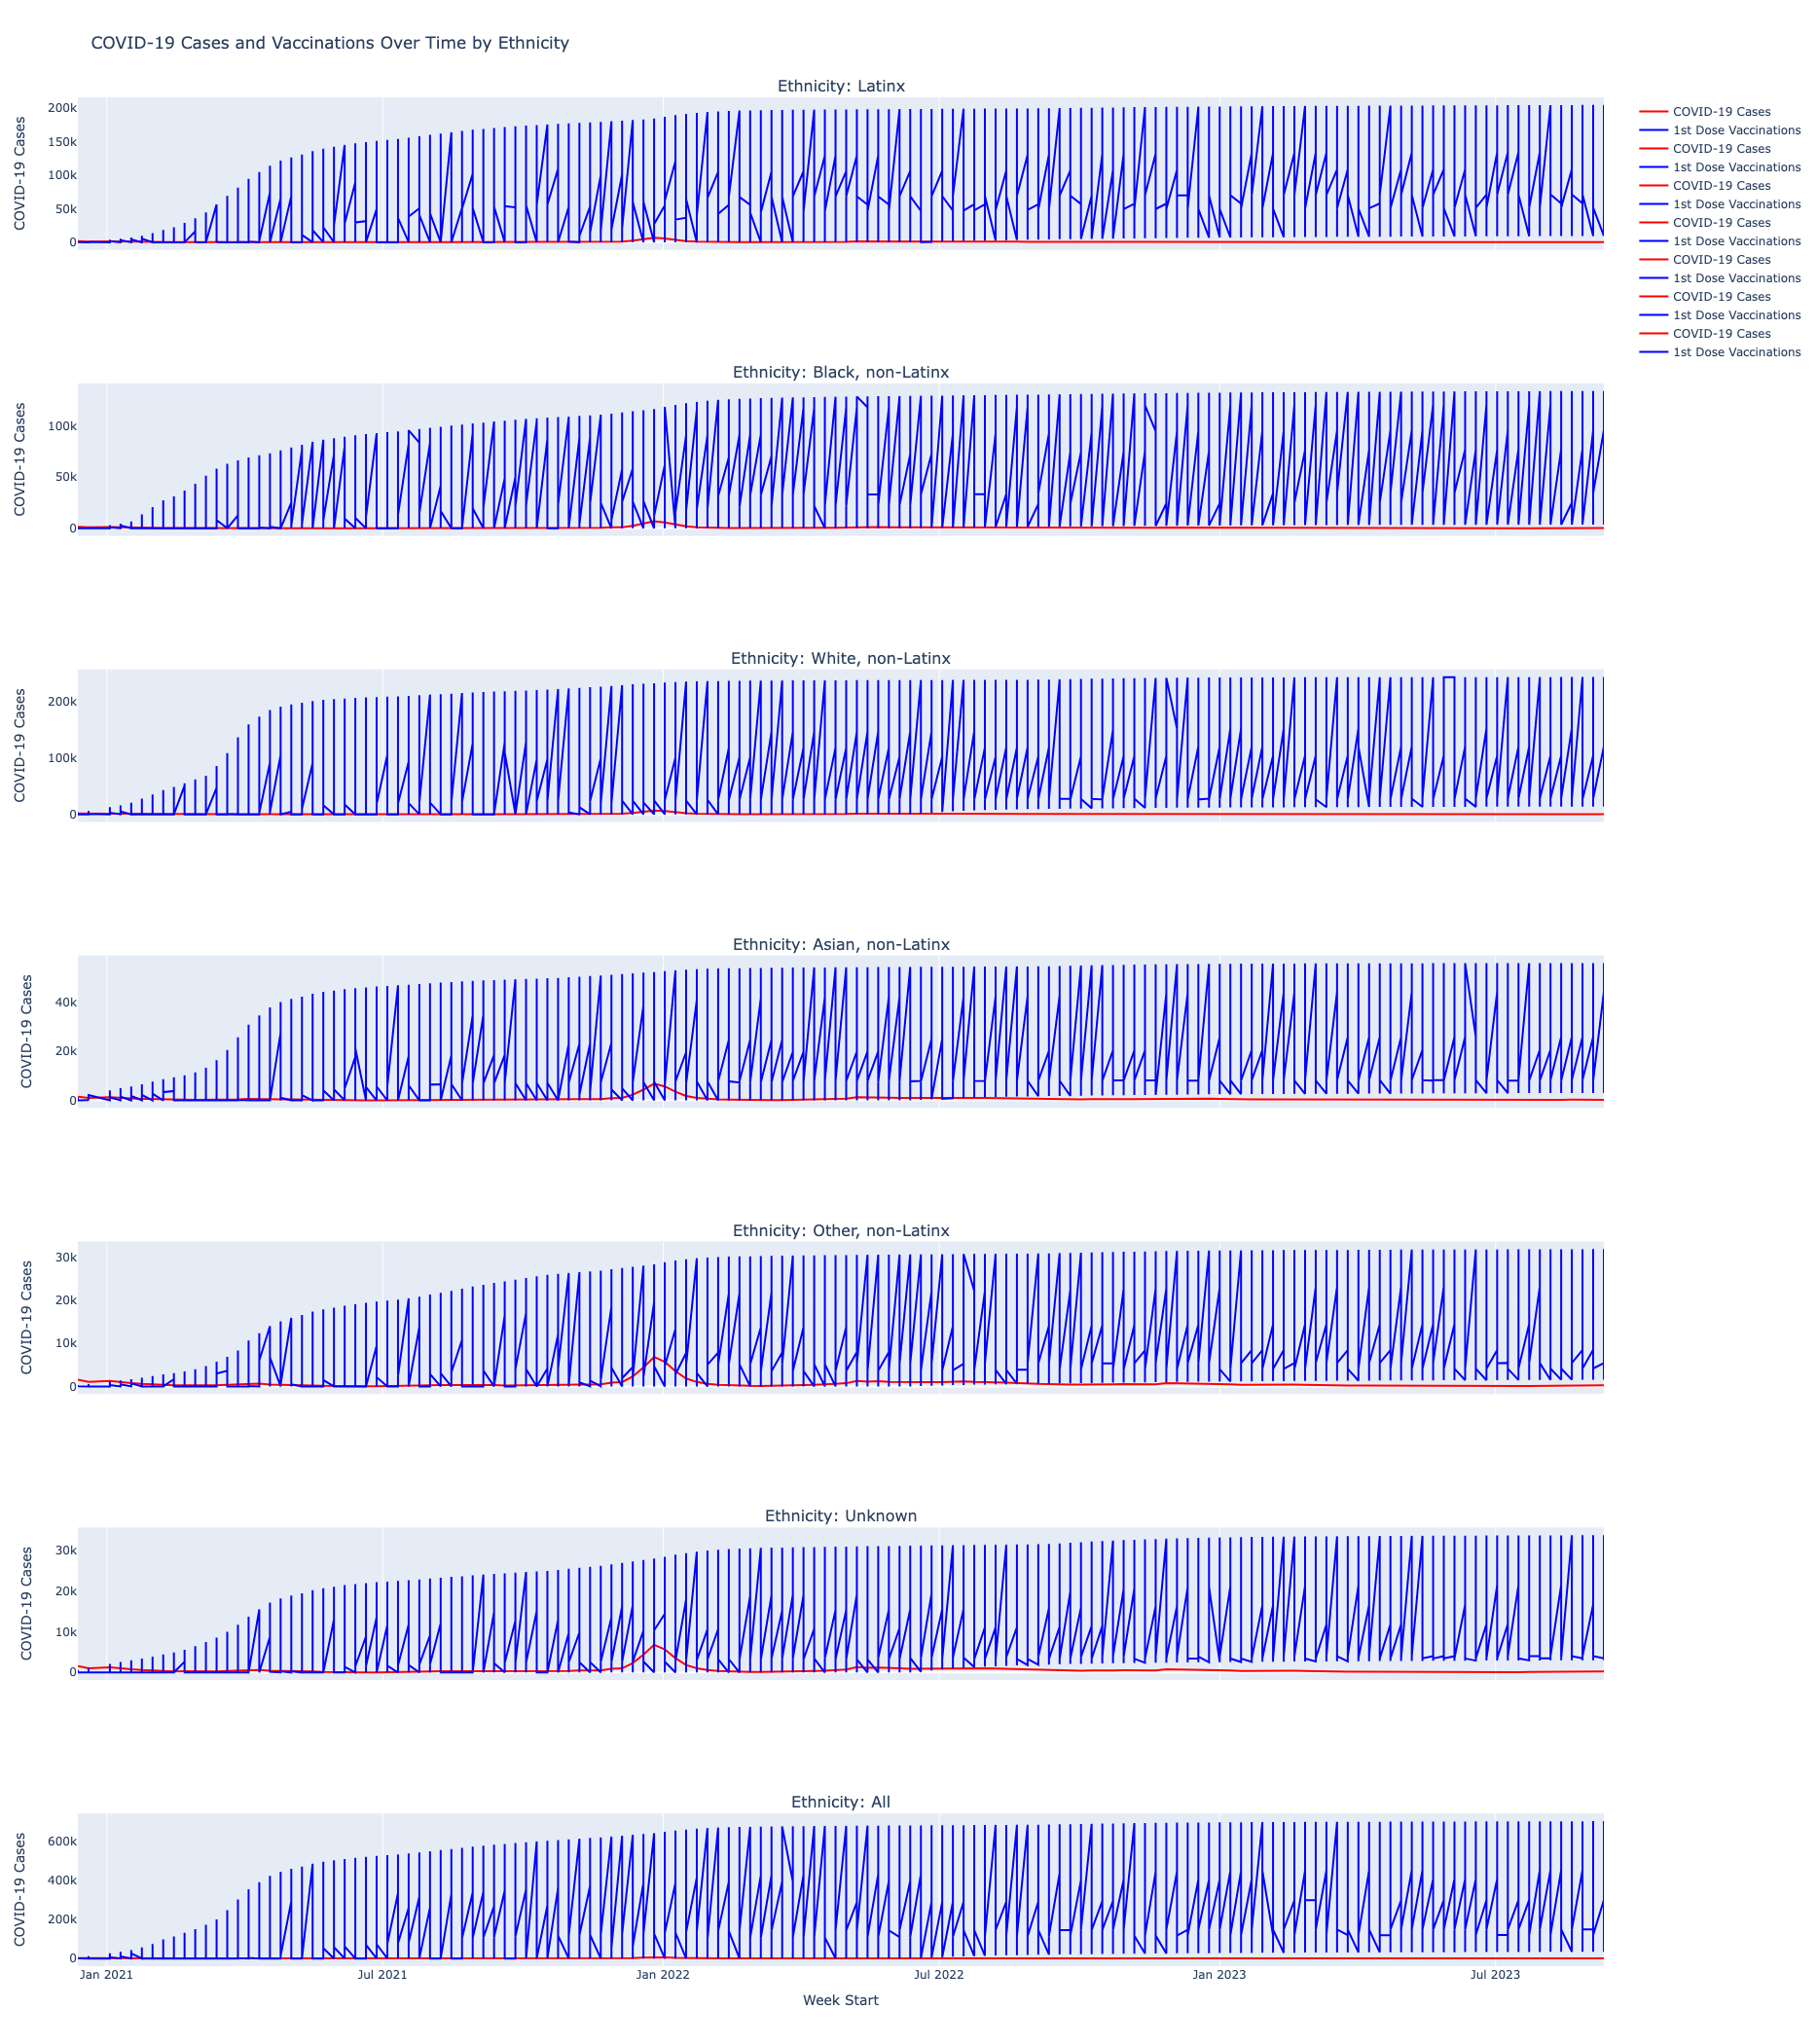 COVID-19 Cases and Vaccinations Over Time by Ethnicity
Ethnicity: Latinx
COVID-19 Cases
200k
150k
100k
50k
0
COVID-19 Cases
1st Dose Vaccinations
COVID-19 Cases
1st Dose Vaccinations
COVID-19 Cases
1st Dose Vaccinations
COVID-19 Cases
1st Dose Vaccinations
COVID-19 Cases
1st Dose Vaccinations
COVID-19 Cases
1st Dose Vaccinations
COVID-19 Cases
1st Dose Vaccinations
Ethnicity: Black, non-Latinx
COVID-19 Cases
100k
50k
0
Ethnicity: White, non-Latinx
COVID-19 Cases
200k
100k
0
Ethnicity: Asian, non-Latinx
COVID-19 Cases
40k
20k
0
Ethnicity: Other, non-Latinx
COVID-19 Cases
30k
20k
10k
0
Ethnicity: Unknown
COVID-19 Cases
30k
20k
10k
0
Ethnicity: All
COVID-19 Cases
600k
400k
200k
0
Jan 2021
Jul 2021
Jan 2022
Jul 2022
Jan 2023
Jul 2023
Week Start